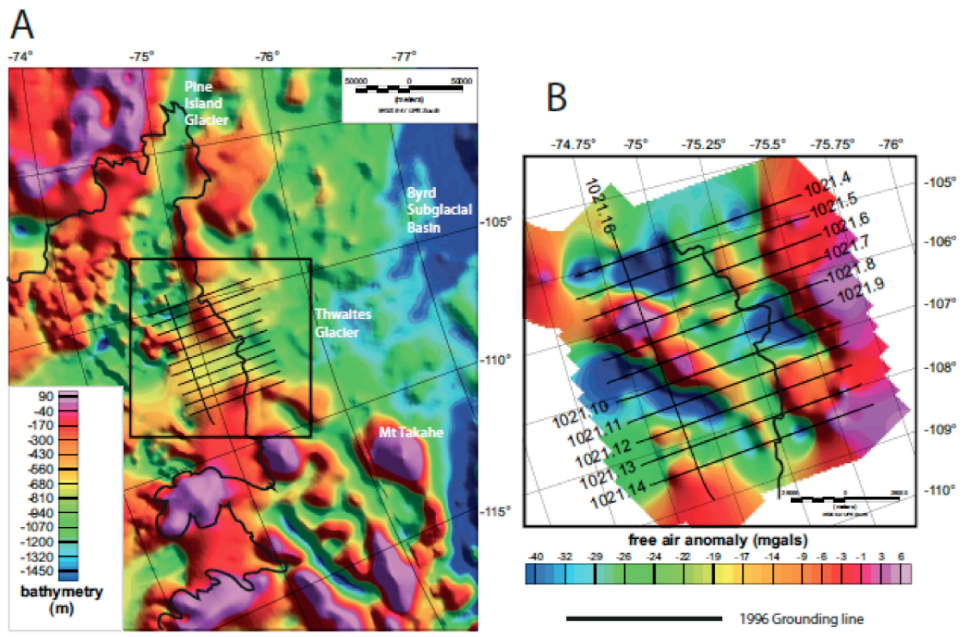 A
-74°
-75°
-76°
-77°
50000 0 50000
(meters)
Pine
Island
Glacier
Byrd
Subglacial
Basin
-105°
Thwaites
Glacier
-110°
Mt Takahe
-115°
90
-40
-170
-300
-430
-660
-810
-940
-1070
-1200
-1320
-1450
bathymetry
(m)
B
-74.75°
-75°
-75.25°
-75.5°
-75.75°
-76°
-105°
-106°
-107°
-108°
-109°
-110°
1021.16
1021.4
1021.5
1021.6
1021.7
1021.8
1021.9
1021.10
1021.11
1021.12
1021.13
1021.14
free air anomaly (mgals)
-40 -32 -29 -26 -24 -21 -19 -17 -14 -9 -6 -3 -1 3 6
1996 Grounding line